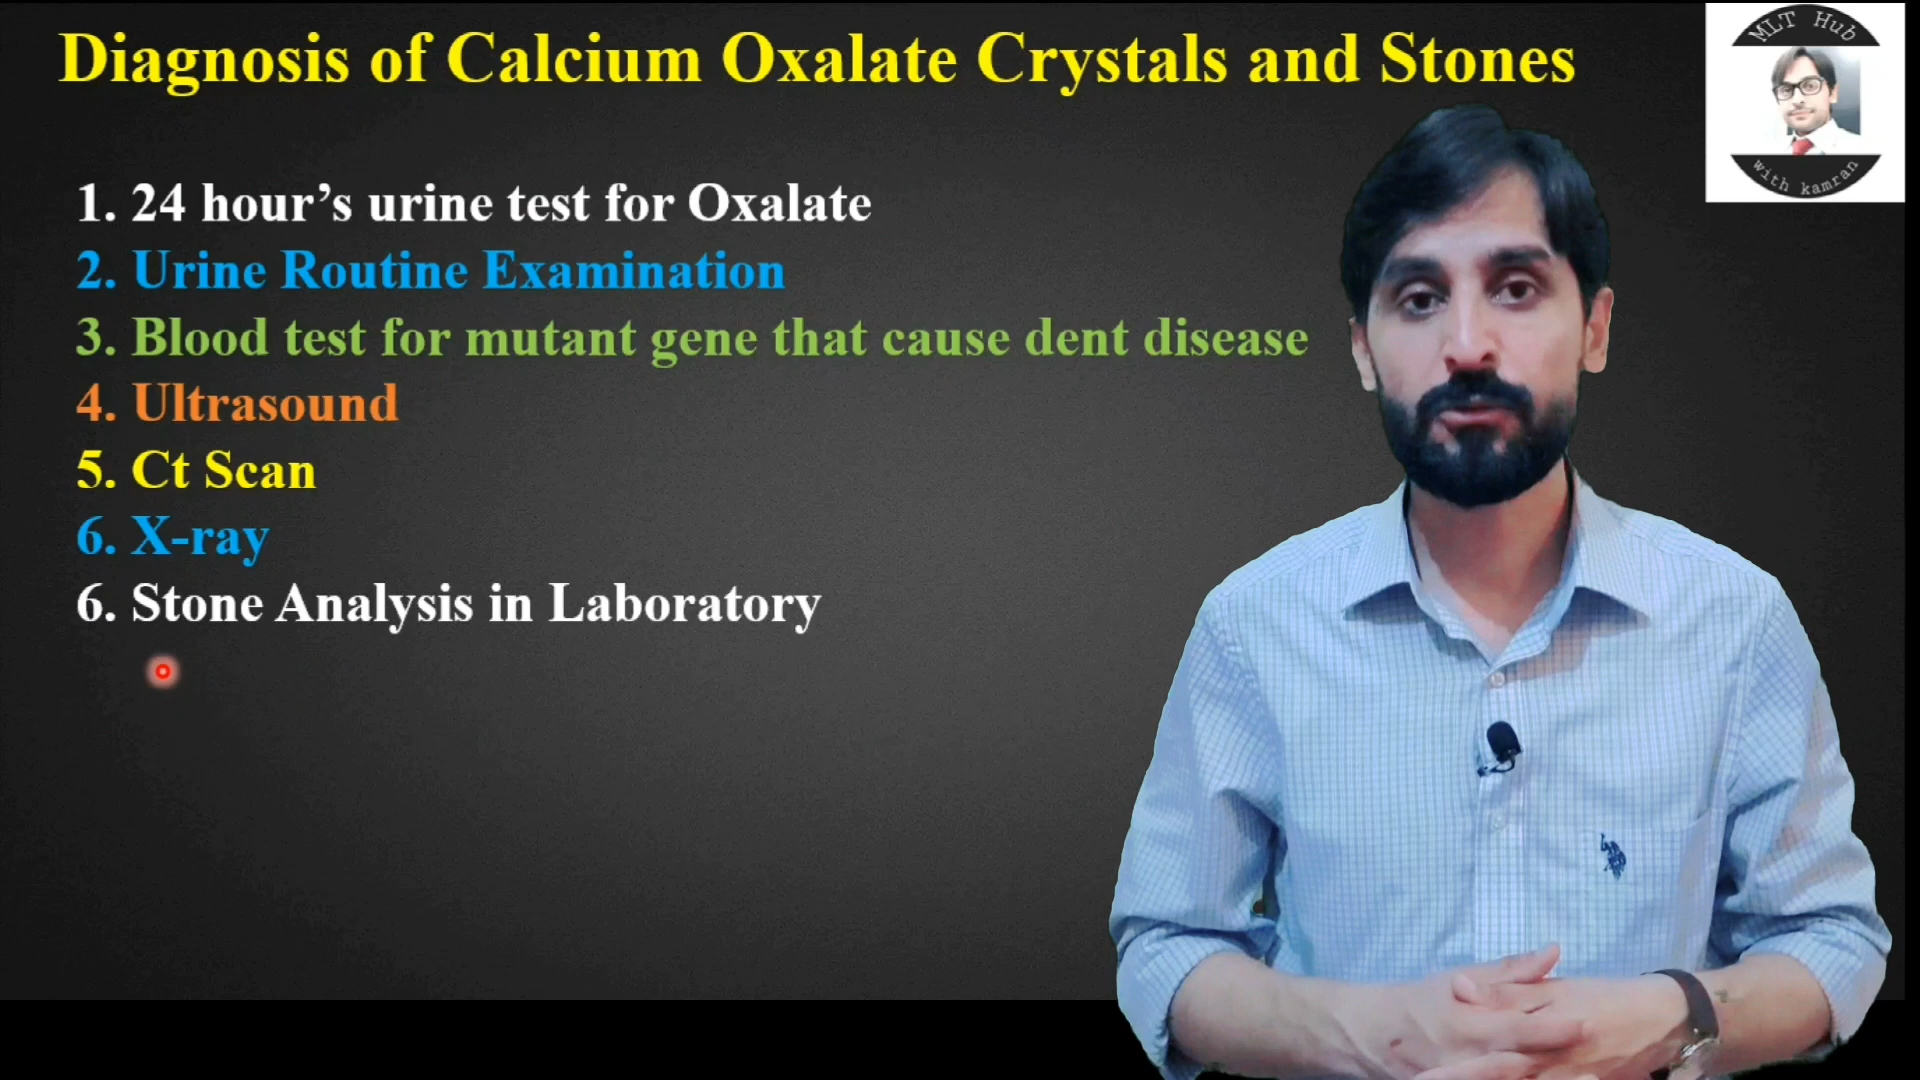 Diagnosis of Calcium Oxalate Crystals and Stones
MLT Hub
with kamran
1. 24 hour’s urine test for Oxalate
2. Urine Routine Examination
3. Blood test for mutant gene that cause dent disease
4. Ultrasound
5. Ct Scan
6. X-ray
6. Stone Analysis in Laboratory